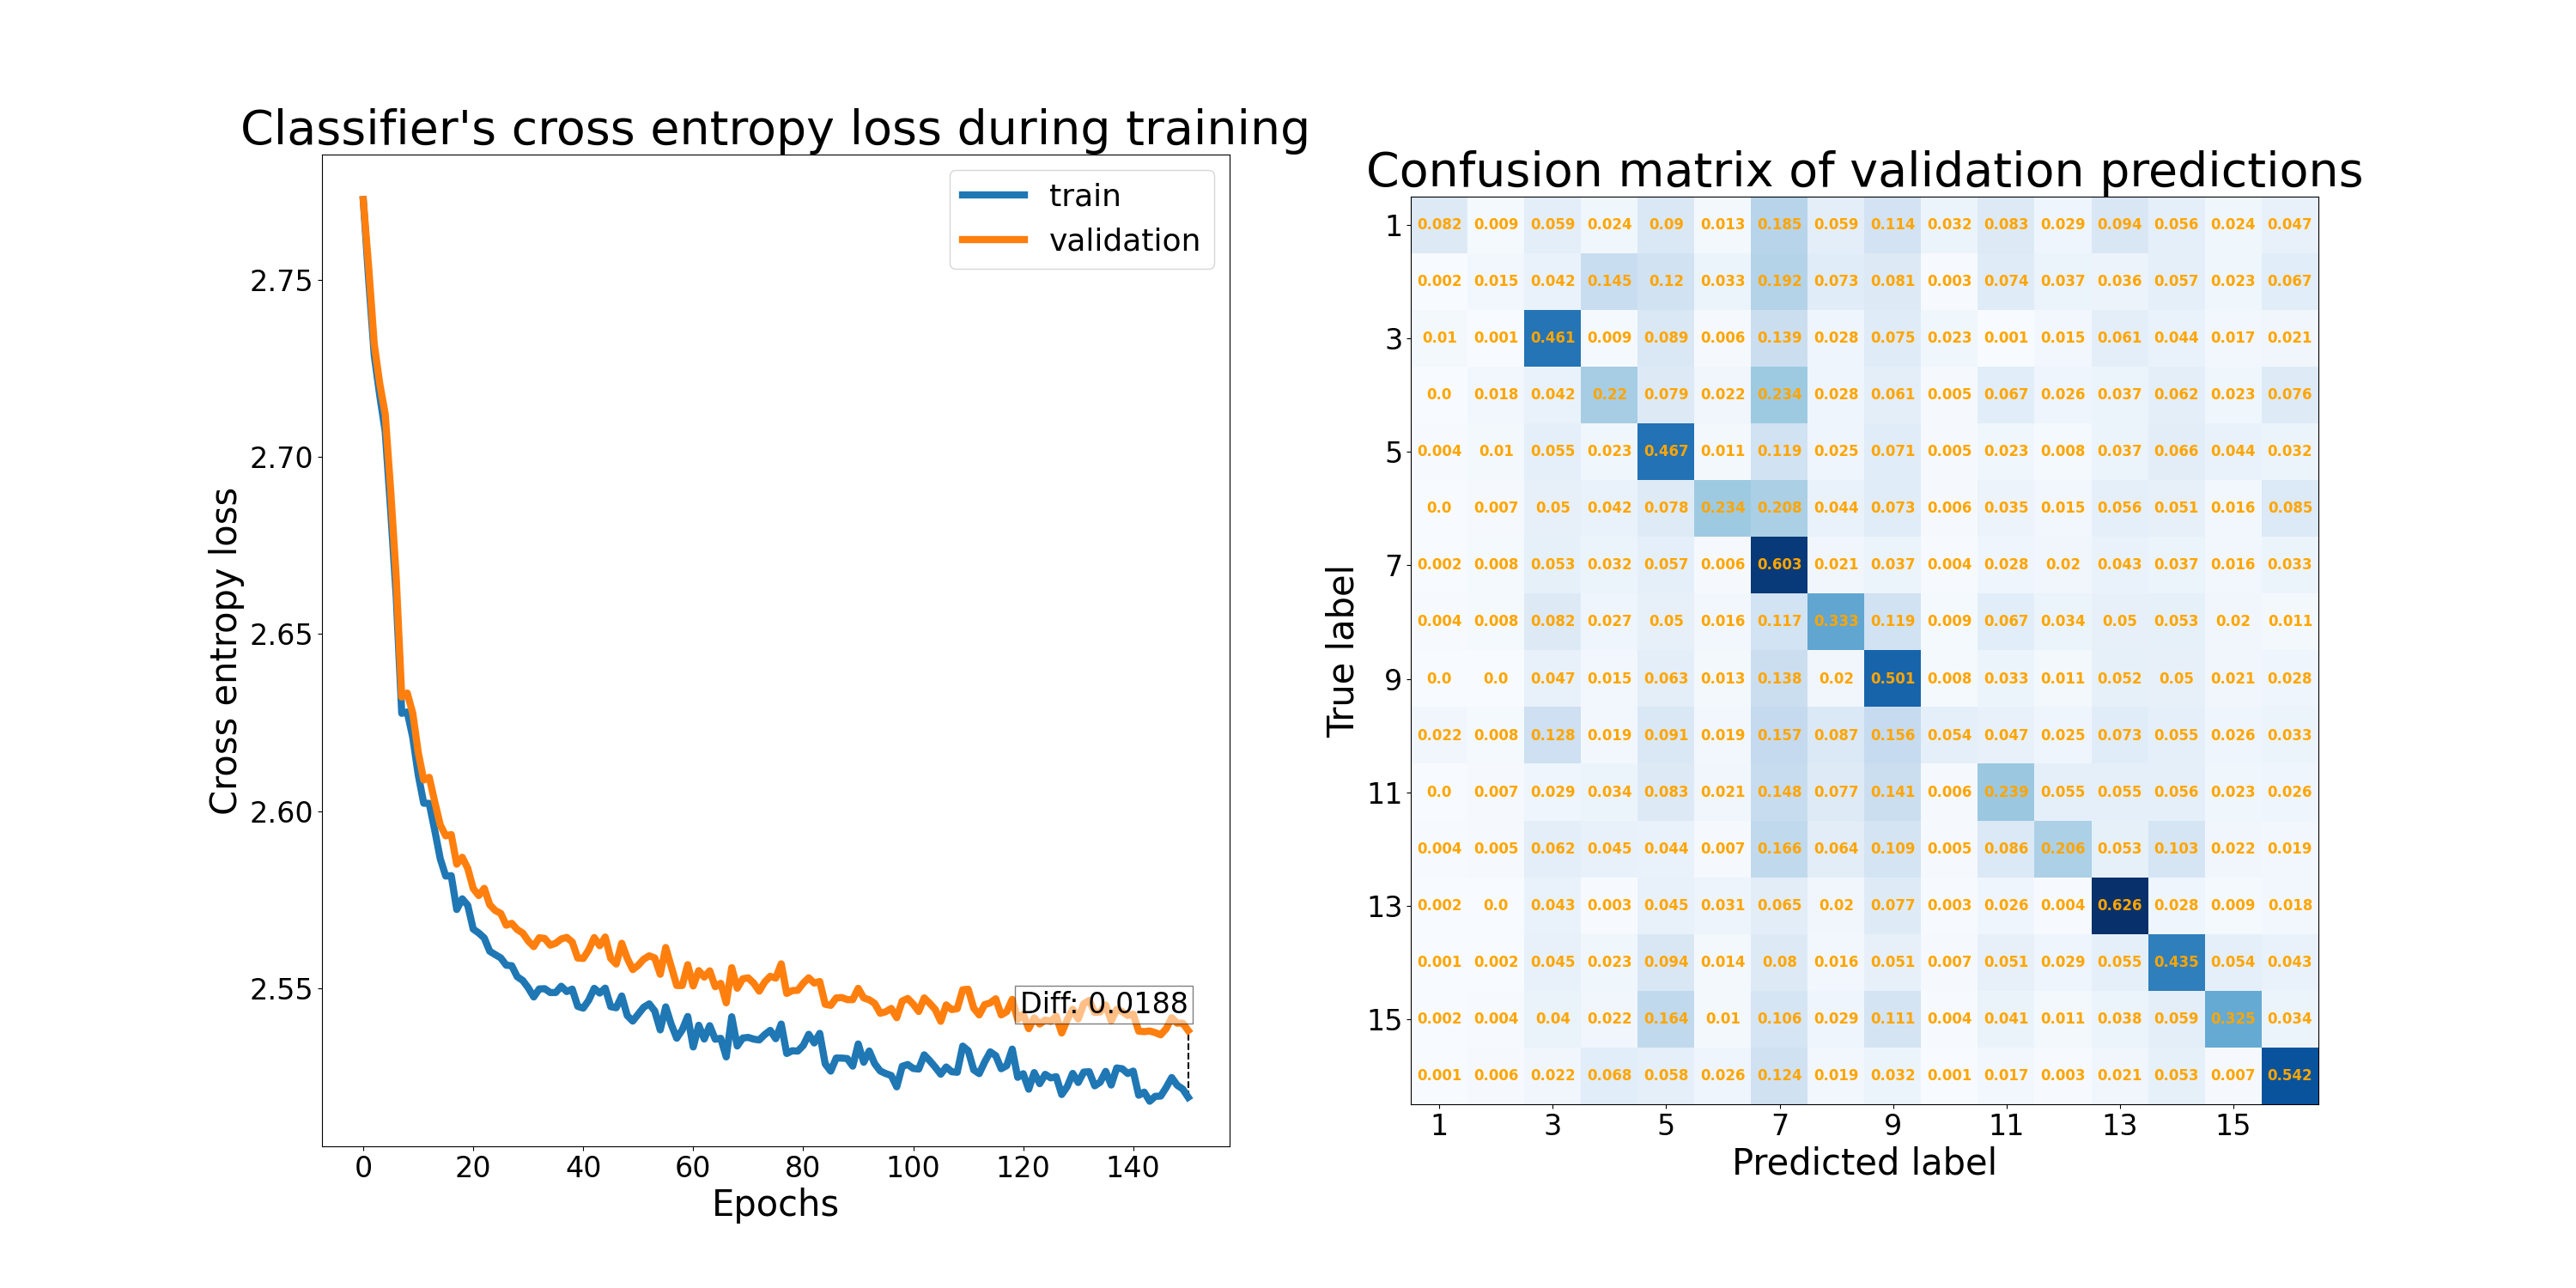 Classifier's cross entropy loss during training
train
validation
2.75
2.70
2.65
2.60
2.55
Cross entropy loss
Diff: 0.0188
0 20 40 60 80 100 120 140
Epochs
Confusion matrix of validation predictions
True label
1 0.082 0.009 0.059 0.024 0.09 0.013 0.185 0.059 0.114 0.032 0.083 0.029 0.094 0.056 0.024 0.047
0.002 0.015 0.042 0.145 0.12 0.033 0.192 0.073 0.081 0.003 0.074 0.037 0.036 0.057 0.023 0.067
3 0.01 0.001 0.461 0.009 0.089 0.006 0.139 0.028 0.075 0.023 0.001 0.015 0.061 0.044 0.017 0.021
0.0 0.018 0.042 0.22 0.079 0.022 0.234 0.028 0.061 0.005 0.067 0.026 0.037 0.062 0.023 0.076
5 0.004 0.01 0.055 0.023 0.467 0.011 0.119 0.025 0.071 0.005 0.023 0.008 0.037 0.066 0.044 0.032
0.0 0.007 0.05 0.042 0.078 0.234 0.208 0.044 0.073 0.006 0.035 0.015 0.056 0.051 0.016 0.085
7 0.002 0.008 0.053 0.032 0.057 0.006 0.603 0.021 0.037 0.004 0.028 0.02 0.043 0.037 0.016 0.033
0.004 0.008 0.082 0.027 0.05 0.016 0.117 0.333 0.119 0.009 0.067 0.034 0.05 0.053 0.02 0.011
9 0.0 0.0 0.047 0.015 0.063 0.013 0.138 0.02 0.501 0.008 0.033 0.011 0.052 0.05 0.021 0.028
0.022 0.008 0.128 0.019 0.091 0.019 0.157 0.087 0.156 0.054 0.047 0.025 0.073 0.055 0.026 0.033
11 0.0 0.007 0.029 0.034 0.083 0.021 0.148 0.077 0.141 0.006 0.239 0.055 0.055 0.056 0.023 0.026
0.004 0.005 0.062 0.045 0.044 0.007 0.166 0.064 0.109 0.005 0.086 0.206 0.053 0.103 0.022 0.019
13 0.002 0.0 0.043 0.003 0.045 0.031 0.065 0.02 0.077 0.003 0.026 0.004 0.626 0.028 0.009 0.018
0.001 0.002 0.045 0.023 0.094 0.014 0.08 0.016 0.051 0.007 0.051 0.029 0.055 0.435 0.054 0.043
15 0.002 0.004 0.04 0.022 0.164 0.01 0.106 0.029 0.111 0.004 0.041 0.011 0.038 0.059 0.325 0.034
0.001 0.006 0.022 0.068 0.058 0.026 0.124 0.019 0.032 0.001 0.017 0.003 0.021 0.053 0.007 0.542
1 3 5 7 9 11 13 15
Predicted label